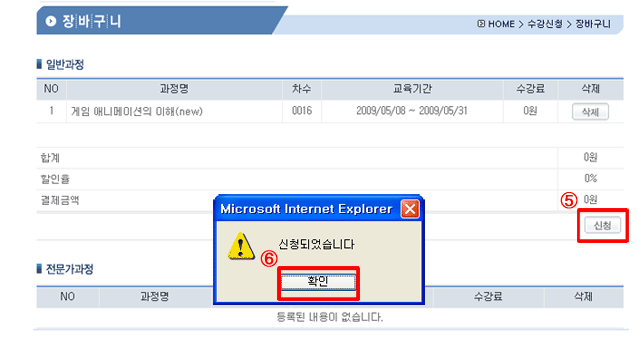 장바구니
HOME > 수강신청 > 장바구니
일반과정
NO 과정명 차수 교육기간 수강료 삭제
1 게임 애니메이션의 이해(new) 0016 2009/05/08 ~ 2009/05/31 0원 삭제
합계 0원
할인율 0%
결제금액 ⑤ 0원
신청
Microsoft Internet Explorer
신청되었습니다
⑥
확인
전문가과정
NO 과정명 수강료 삭제
등록된 내용이 없습니다.